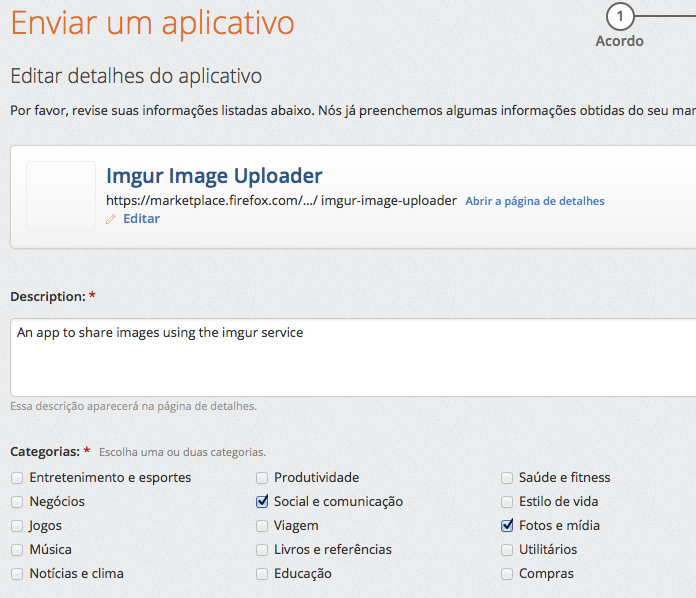 Enviar um aplicativo
1
Acordo
Editar detalhes do aplicativo
Por favor, revise suas informações listadas abaixo. Nós já preenchemos algumas informações obtidas do seu
Imgur Image Uploader
https://marketplace.firefox.com/.../ imgur-image-uploader Abrir a página de detalhes
Editar
Description: *
An app to share images using the imgur service
Essa descrição aparecerá na página de detalhes.
Categorias: * Escolha uma ou duas categorias.
Entretenimento e esportes Produtividade Saúde e fitness
Negócios Social e comunicação Estilo de vida
Jogos Viagem Fotos e mídia
Música Livros e referências Utilitários
Notícias e clima Educação Compras